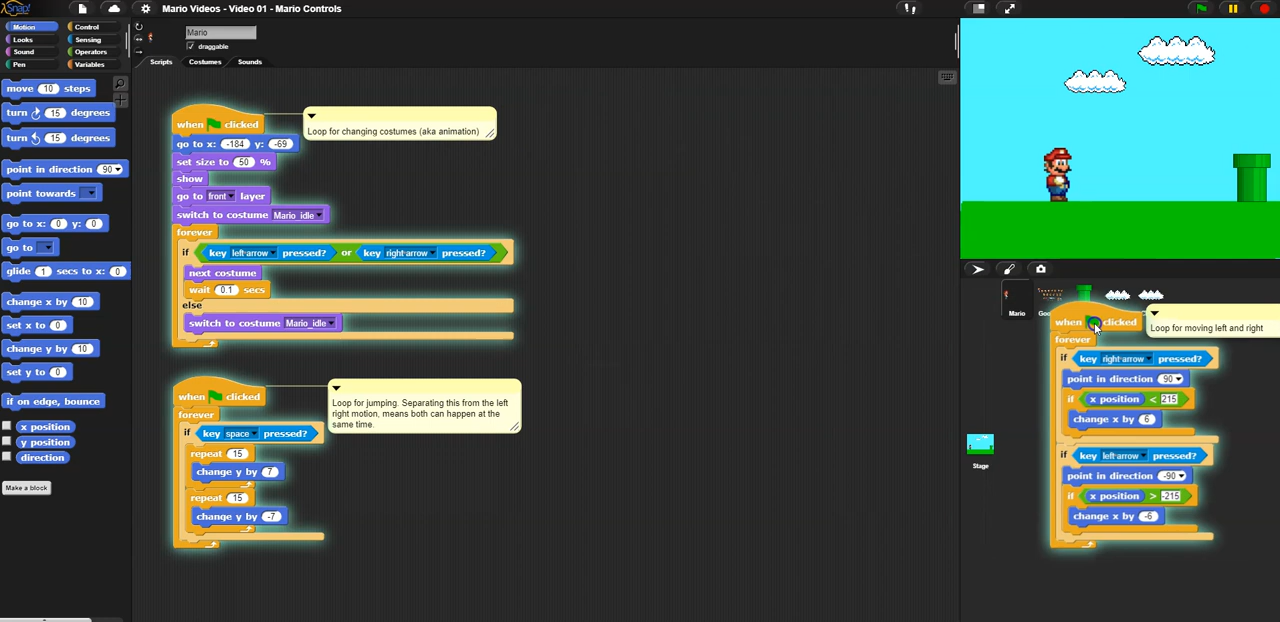 Snap!
Mario Videos - Video 01 - Mario Controls
Motion
Looks
Sound
Pen
Control
Sensing
Operators
Variables
move 10 steps
turn 15 degrees
turn 15 degrees
point in direction 90
point towards
go to x: 0 y: 0
go to
glide 1 secs to x: 0
change x by 10
set x to 0
change y by 10
set y to 0
if on edge, bounce
x position
y position
direction
Make a block
Mario
draggable
Scripts
Costumes
Sounds
when clicked
go to x: -184 y: -69
set size to 50 %
show
go to front layer
switch to costume Mario_idle
forever
if key left arrow pressed? or key right arrow pressed?
next costume
wait 0.1 secs
else
switch to costume Mario_idle
Loop for changing costumes (aka animation)
when clicked
forever
if key space pressed?
repeat 15
change y by 7
repeat 15
change y by -7
Loop for jumping. Separating this from the
left right motion, means both can happen at the
same time.
Mario
Stage
when clicked
forever
if key right arrow pressed?
point in direction 90
if x position < 215
change x by 6
if key left arrow pressed?
point in direction -90
if x position > -215
change x by -6
Loop for moving left and right